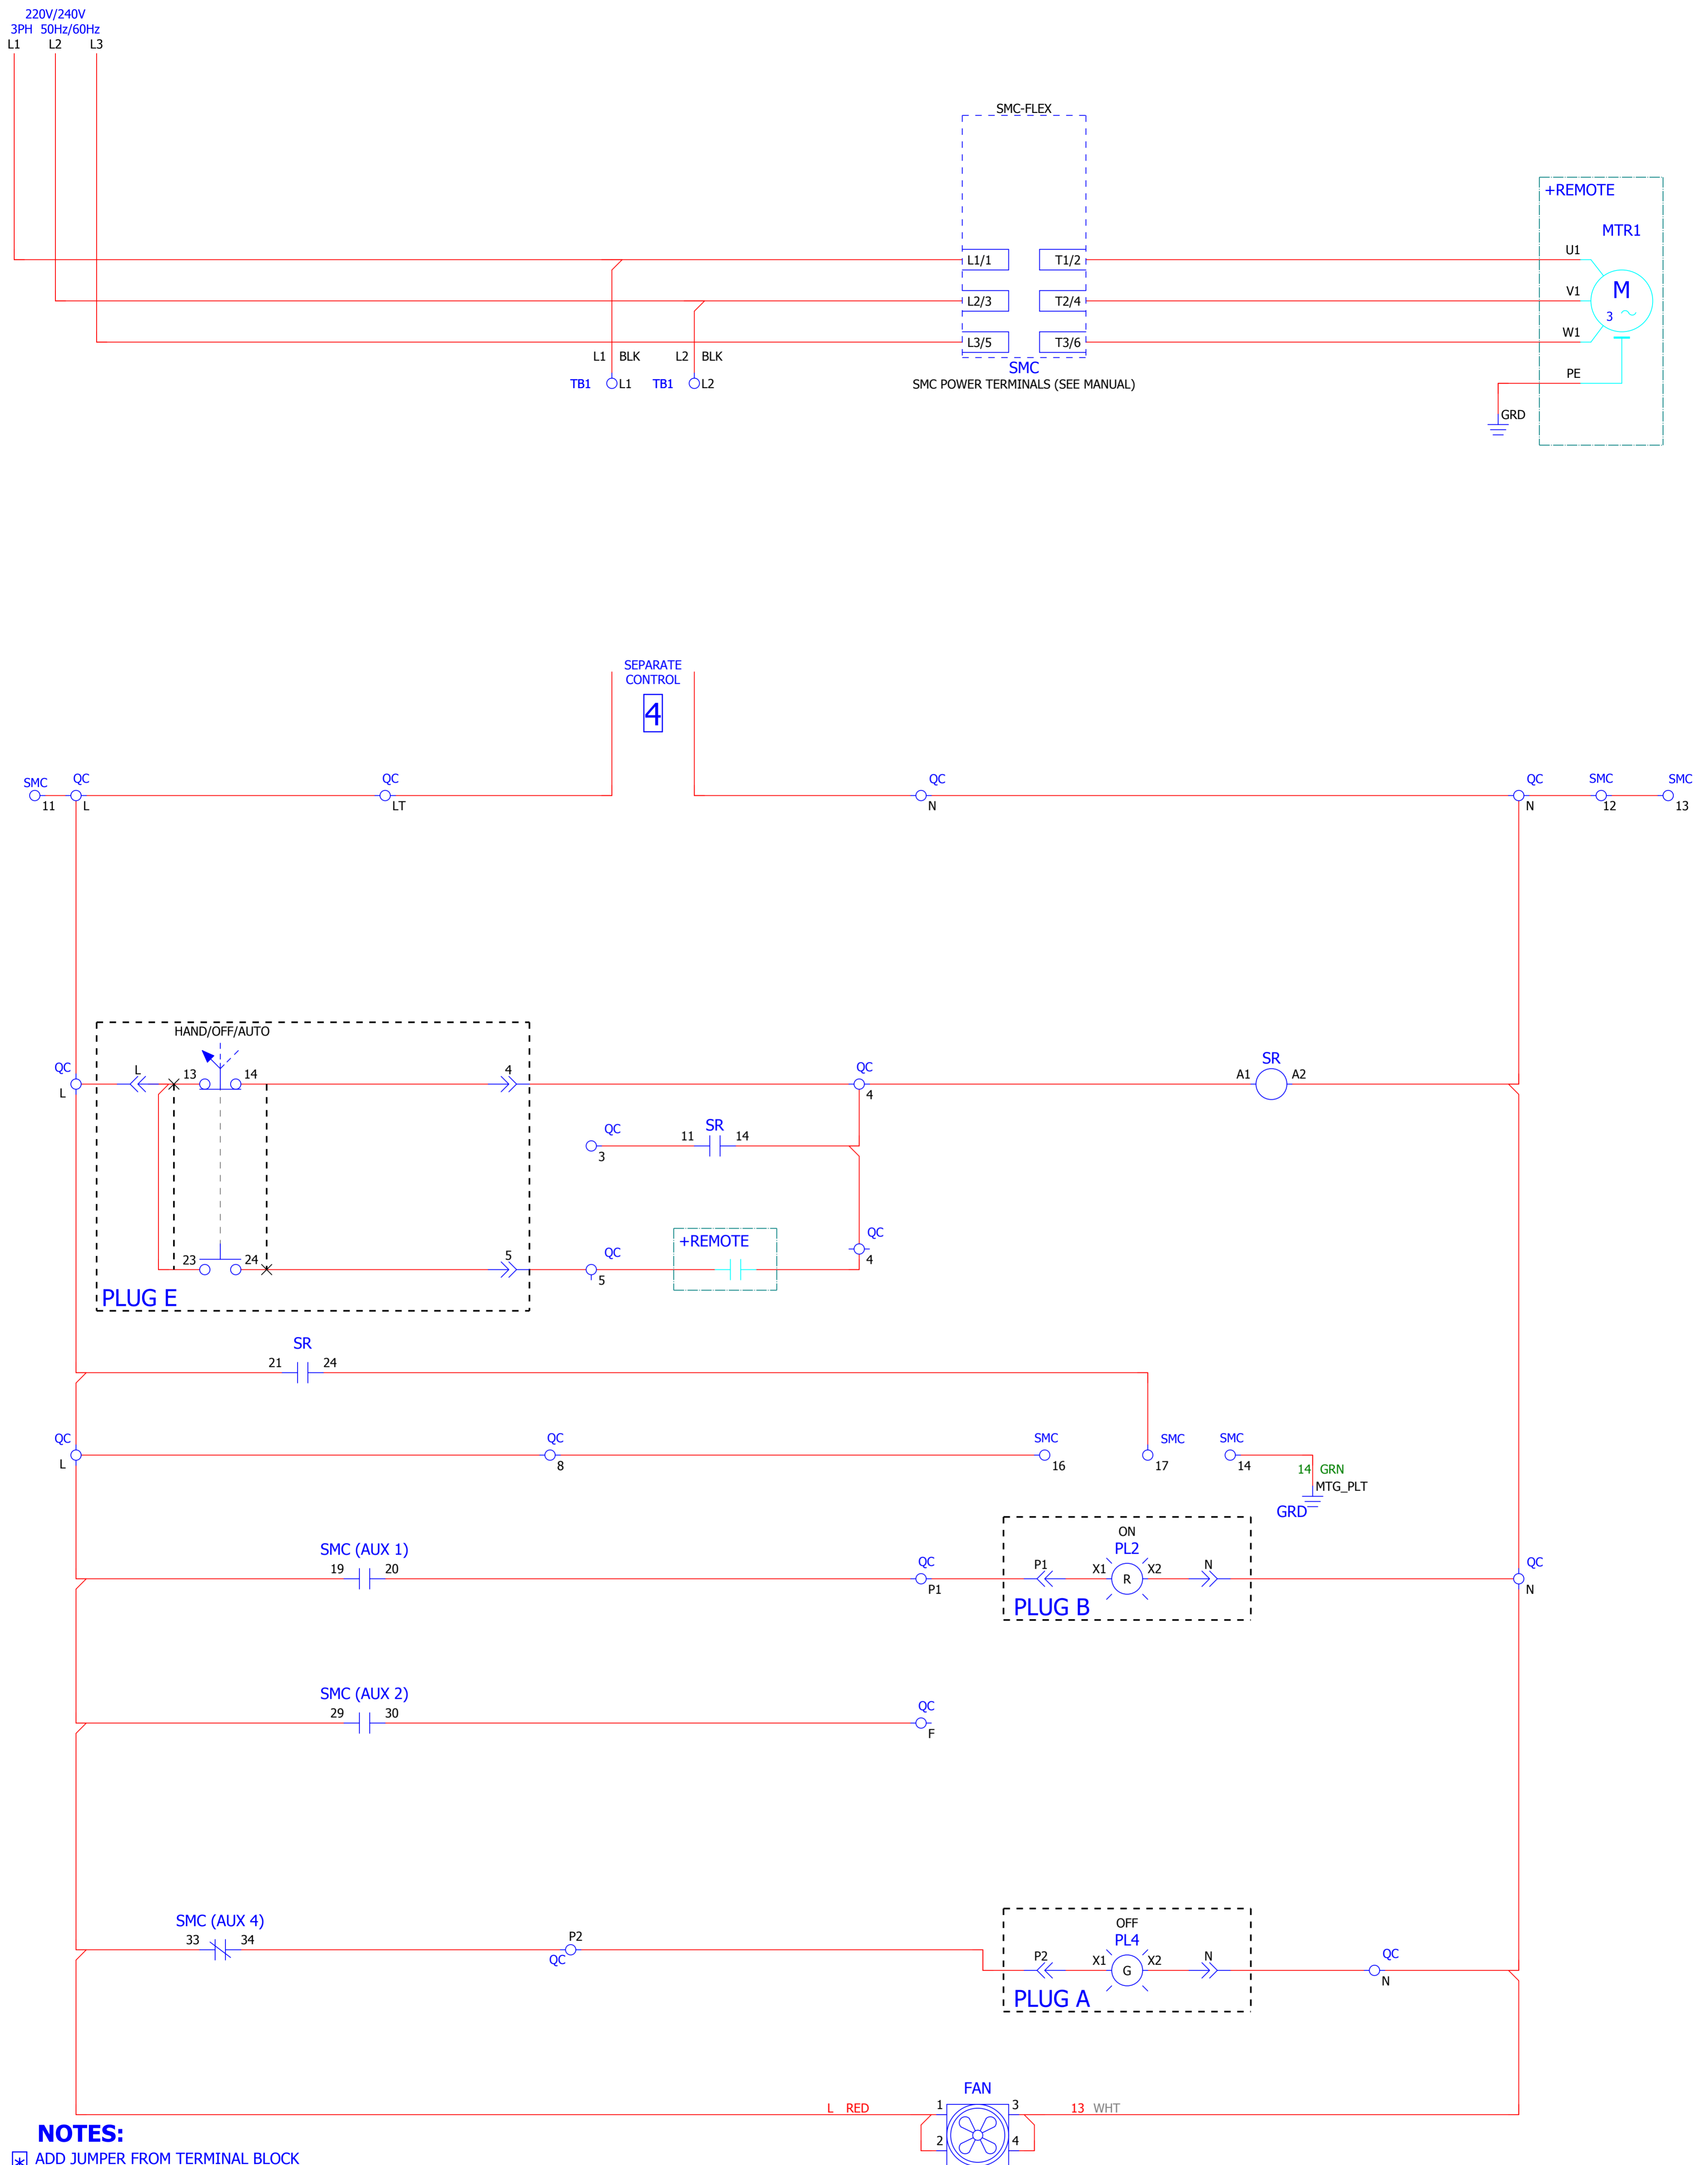 220V/240V
3PH 50Hz/60Hz
L1 L2 L3
SMC-FLEX
+REMOTE
MTR1
L1/1 T1/2 U1
L2/3 T2/4 V1 M
3
L3/5 T3/6 W1
L1 BLK L2 BLK
SMC
TB1 L1 TB1 L2
SMC POWER TERMINALS (SEE MANUAL)
PE
GRD
SEPARATE
CONTROL
4
SMC QC QC QC QC SMC SMC
11 L LT N N 12 13
HAND/OFF/AUTO
QC L 13 14 4 QC SR
L 4 A1 A2
QC 11 SR 14
3
+REMOTE
QC
4
23 24 5 QC
5
PLUG E
SR
21 24
QC QC SMC SMC SMC
L 8 16 17 14
14 GRN
MTG_PLT
GRD
ON
SMC (AUX 1) PL2
19 20 QC P1 X1 R X2 N QC
P1 N
PLUG B
SMC (AUX 2)
29 30 QC
F
SMC (AUX 4) OFF
33 34 P2 PL4
QC P2 X1 G X2 N QC
N
PLUG A
FAN
L RED 1 3 13 WHT
2 4
NOTES:
* ADD JUMPER FROM TERMINAL BLOCK